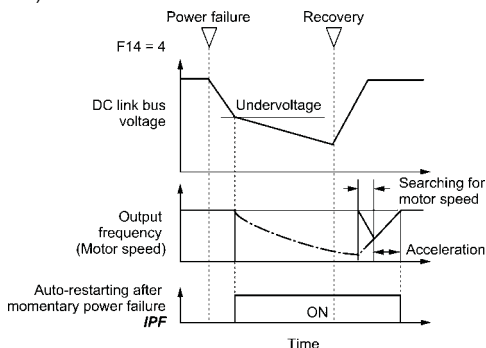 Power failure
Recovery
F14 = 4
DC link bus
voltage
Undervoltage
Searching for
motor speed
Output
frequency
(Motor speed)
Acceleration
Auto-restarting after
momentary power failure
IPF
ON
Time